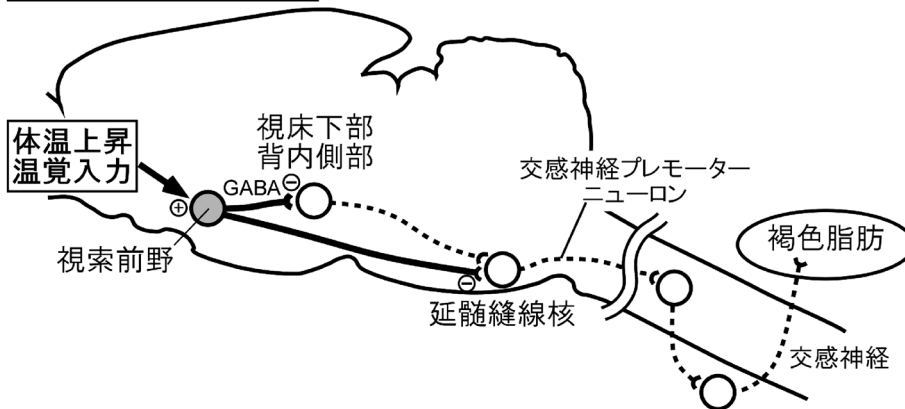 体温上昇
温覚入力
視床下部
背内側部
GABA
⊖
⊕
視索前野
⊖
延髄縫線核
交感神経プレモーター
ニューロン
褐色脂肪
交感神経